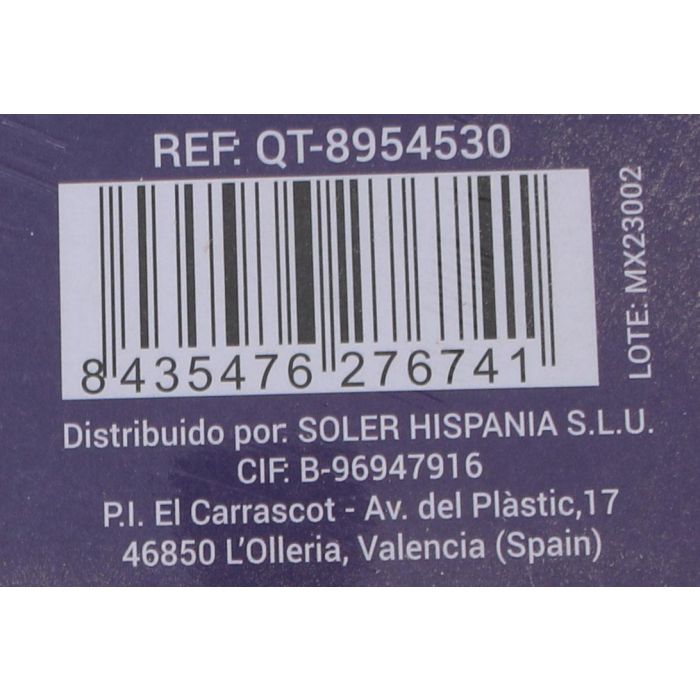 REF: QT-8954530
8 435476 276741
LOTE: MX23002
Distribuido por: SOLER HISPANIA S.L.U.
CIF: B-96947916
P.I. El Carrascot - Av. del Plàstic,17
46850 L'Olleria, Valencia (Spain)